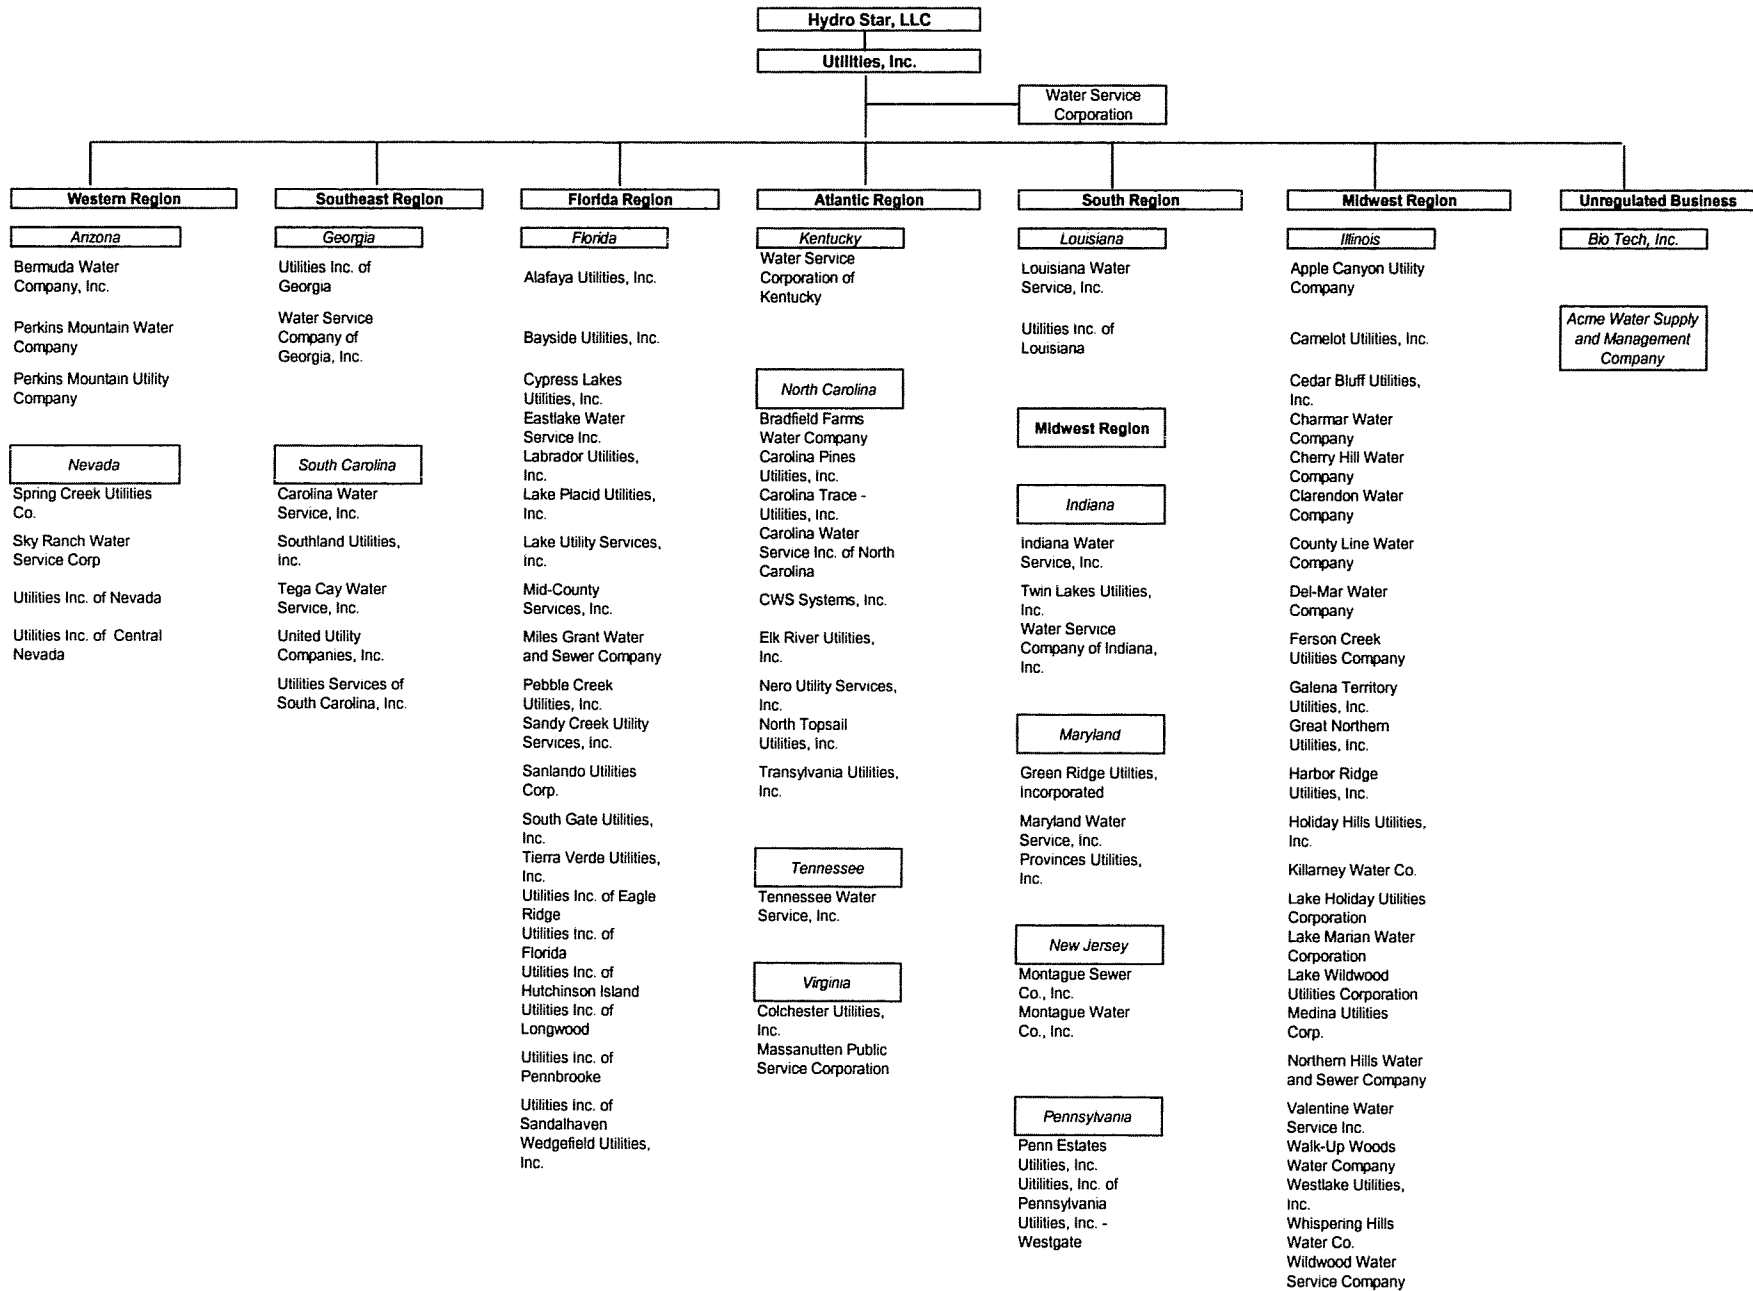 Hydro Star, LLC
Utilities, Inc.
Water Service
Corporation
Western Region
Arizona
Bermuda Water
Company, Inc.
Perkins Mountain Water
Company
Perkins Mountain Utility
Company
Nevada
Spring Creek Utilities
Co.
Sky Ranch Water
Service Corp
Utilities Inc. of Nevada
Utilities Inc. of Central
Nevada
Southeast Region
Georgia
Utilities Inc. of
Georgia
Water Service
Company of
Georgia, Inc.
South Carolina
Carolina Water
Service, Inc.
Southland Utilities,
Inc.
Tega Cay Water
Service, Inc.
United Utility
Companies, Inc.
Utilities Services of
South Carolina, Inc.
Florida Region
Florida
Alafaya Utilities, Inc.
Bayside Utilities, Inc.
Cypress Lakes
Utilities, Inc.
Eastlake Water
Service Inc.
Labrador Utilities,
Inc.
Lake Placid Utilities,
Inc.
Lake Utility Services,
Inc.
Mid-County
Services, Inc.
Miles Grant Water
and Sewer Company
Pebble Creek
Utilities, Inc.
Sandy Creek Utility
Services, Inc.
Sanlando Utilities
Corp.
South Gate Utilities,
Inc.
Tierra Verde Utilities,
Inc.
Utilities Inc. of Eagle
Ridge
Utilities Inc. of
Florida
Utilities Inc. of
Hutchinson Island
Utilities Inc. of
Longwood
Utilities Inc. of
Pennbrooke
Utilities Inc. of
Sandalhaven
Wedgefield Utilities,
Inc.
Atlantic Region
Kentucky
Water Service
Corporation of
Kentucky
North Carolina
Bradfield Farms
Water Company
Carolina Pines
Utilities, Inc.
Carolina Trace -
Utilities, Inc.
Carolina Water
Service Inc. of North
Carolina
CWS Systems, Inc.
Elk River Utilities,
Inc.
Nero Utility Services,
Inc.
North Topsail
Utilities, Inc.
Transylvania Utilities,
Inc.
Tennessee
Tennessee Water
Service, Inc.
Virginia
Colchester Utilities,
Inc.
Massanutten Public
Service Corporation
South Region
Louisiana
Louisiana Water
Service, Inc.
Utilities Inc. of
Louisiana
Midwest Region
Indiana
Indiana Water
Service, Inc.
Twin Lakes Utilities,
Inc.
Water Service
Company of Indiana,
Inc.
Maryland
Green Ridge Utilties,
Incorporated
Maryland Water
Service, Inc.
Provinces Utilities,
Inc.
New Jersey
Montague Sewer
Co., Inc.
Montague Water
Co., Inc.
Pennsylvania
Penn Estates
Utilities, Inc.
Uitilities, Inc. of
Pennsylvania
Utilities, Inc. -
Westgate
Midwest Region
Illinois
Apple Canyon Utility
Company
Camelot Utilities, Inc.
Cedar Bluff Utilities,
Inc.
Charmar Water
Company
Cherry Hill Water
Company
Clarendon Water
Company
County Line Water
Company
Del-Mar Water
Company
Ferson Creek
Utilities Company
Galena Territory
Utilities, Inc.
Great Northern
Utilities, Inc.
Harbor Ridge
Utilities, Inc.
Holiday Hills Utilities,
Inc.
Killarney Water Co.
Lake Holiday Utilities
Corporation
Lake Marian Water
Corporation
Lake Wildwood
Utilities Corporation
Medina Utilities
Corp.
Northern Hills Water
and Sewer Company
Valentine Water
Service Inc.
Walk-Up Woods
Water Company
Westlake Utilities,
Inc.
Whispering Hills
Water Co.
Wildwood Water
Service Company
Unregulated Business
Bio Tech, Inc.
Acme Water Supply
and Management
Company